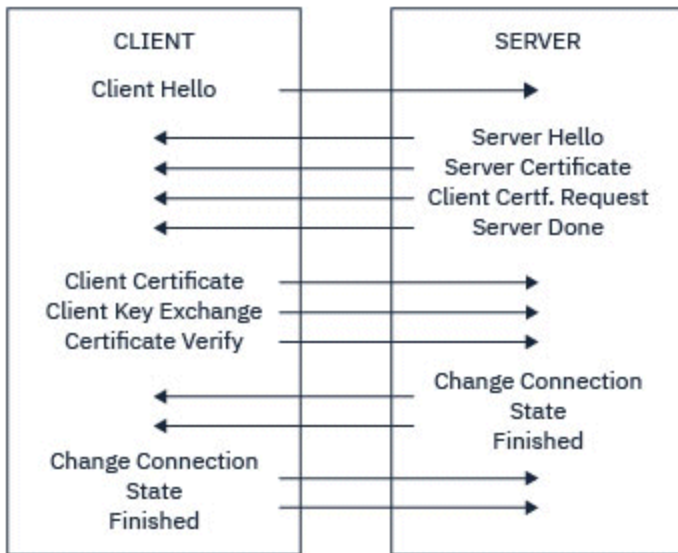 CLIENT
SERVER
Client Hello
Server Hello
Server Certificate
Client Certf. Request
Server Done
Client Certificate
Client Key Exchange
Certificate Verify
Change Connection
State
Finished
Change Connection
State
Finished